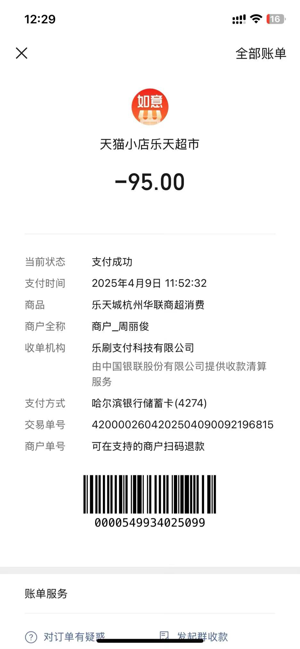 12:29
16
全部账单
如意
天猫小店乐天超市
-95.00
当前状态 支付成功
支付时间 2025年4月9日 11:52:32
商品 乐天城杭州华联商超消费
商户全称 商户_周丽俊
收单机构 乐刷支付科技有限公司
由中国银联股份有限公司提供收款清算
服务
支付方式 哈尔滨银行储蓄卡(4274)
交易单号 4200002604202504090092196815
商户单号 可在支持的商户扫码退款
0000549934025099
账单服务
对订单有疑惑 发起群收款